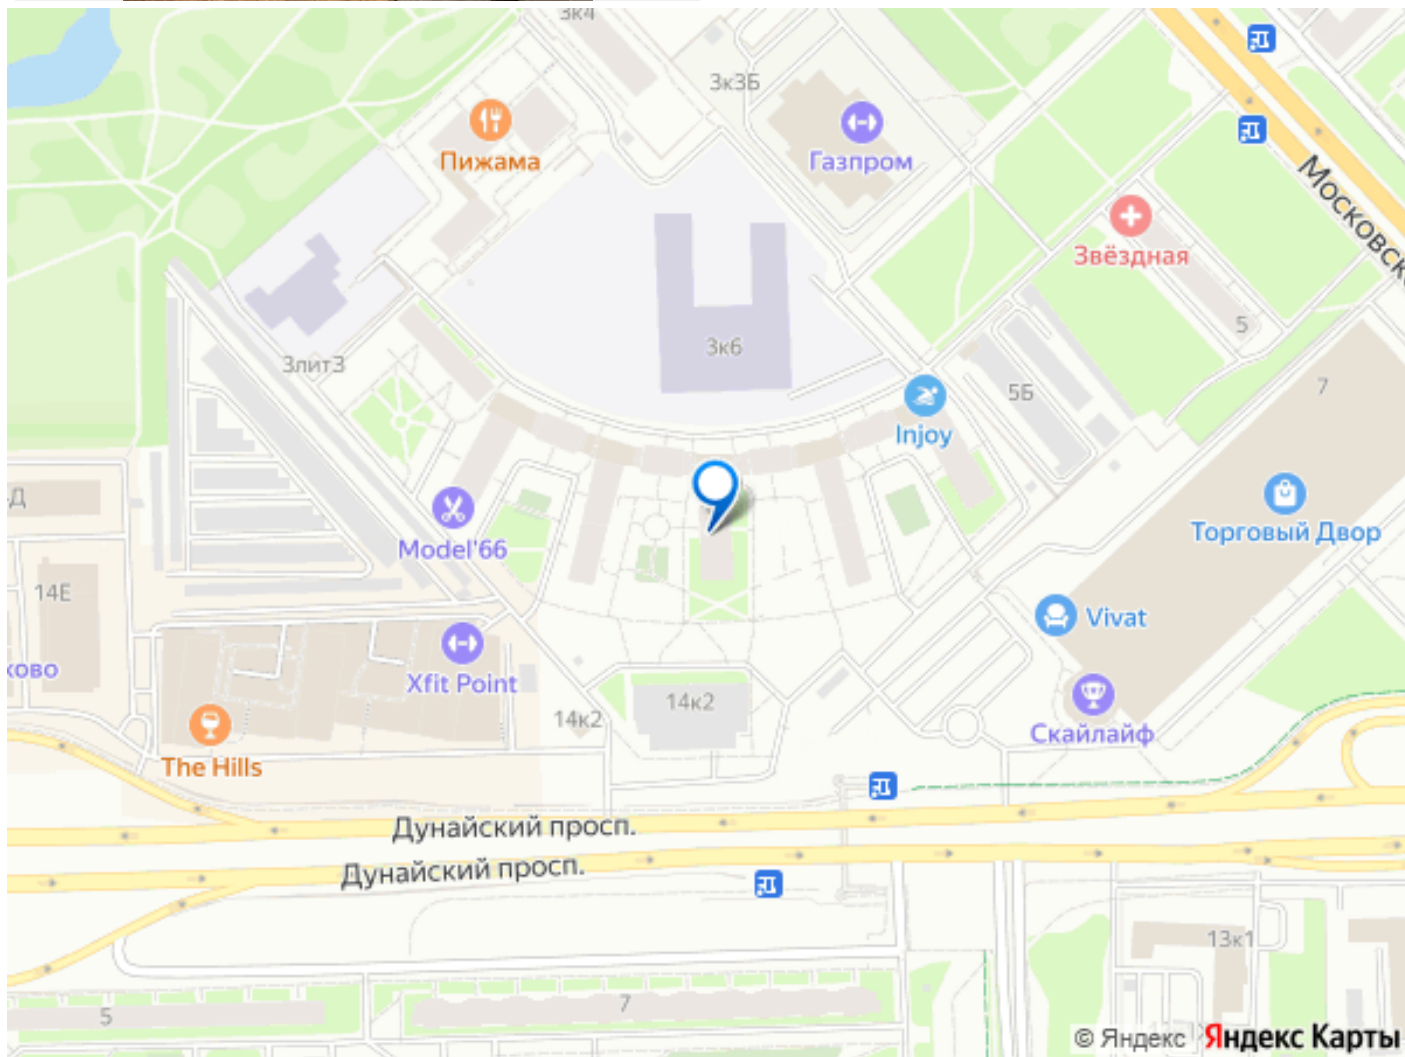 3к4
3к3Б
Пижама
Газпром
Московск
Звёздная
5
3к6
3лит3
5Б
7
Injoy
Д
Model'66
Торговый Двор
14Е
Vivat
ково
Xfit Point
14к2
14к2
Скайлайф
The Hills
Дунайский просп.
Дунайский просп.
13к1
7
5
© Яндекс Яндекс Карты